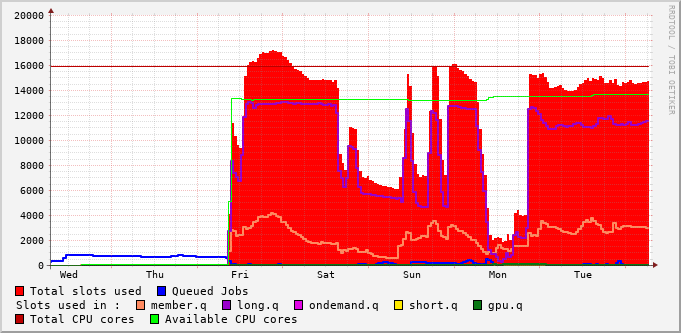 20000
18000
16000
14000
12000
10000
8000
6000
4000
2000
0
Wed Thu Fri Sat Sun Mon Tue
RRDTOOL / TOBI OETIKER
Total slots used Queued Jobs
Slots used in : member.q long.q ondemand.q short.q gpu.q
Total CPU cores Available CPU cores